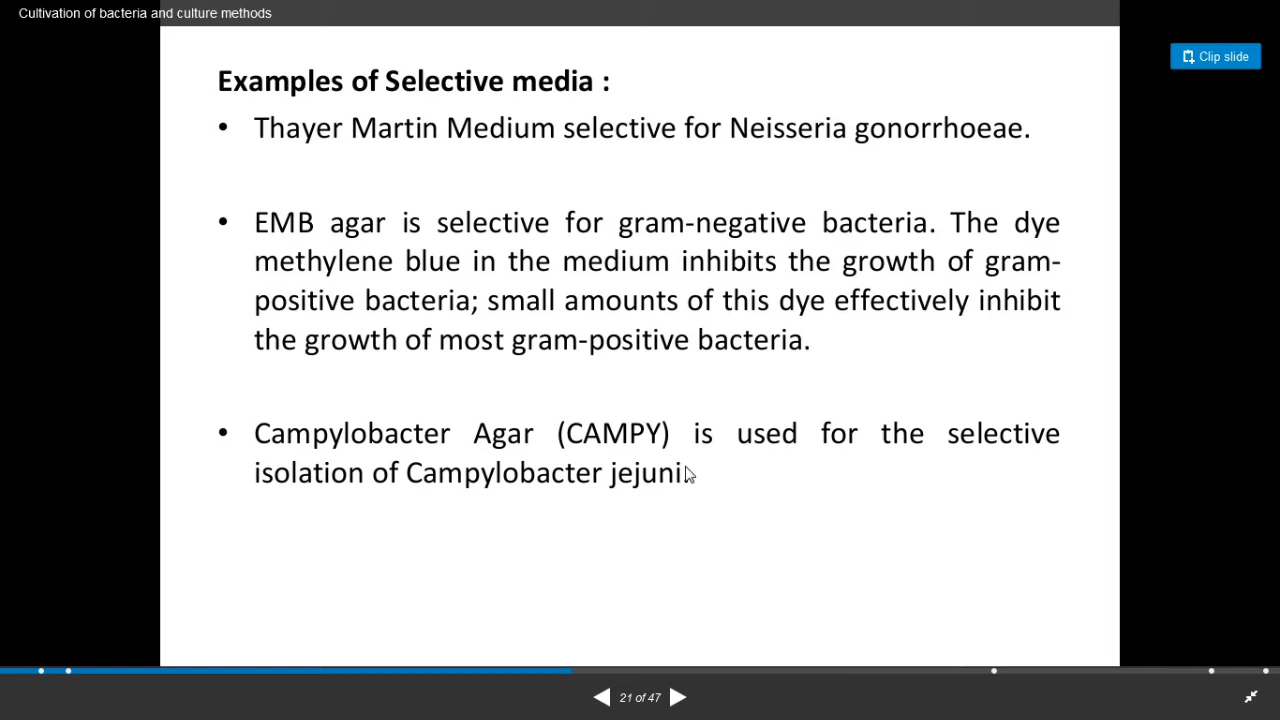 Cultivation of bacteria and culture methods
Clip slide
Examples of Selective media :
• Thayer Martin Medium selective for Neisseria gonorrhoeae.
• EMB agar is selective for gram-negative bacteria. The dye
methylene blue in the medium inhibits the growth of gram-
positive bacteria; small amounts of this dye effectively inhibit
the growth of most gram-positive bacteria.
• Campylobacter Agar (CAMPY) is used for the selective
isolation of Campylobacter jejuni
21 of 47